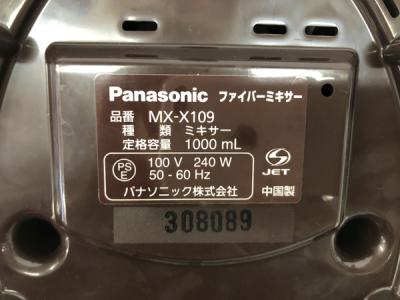 Panasonic ファイバーミキサー
品番 MX-X109
種類 ミキサー
定格容量 1000 mL
PS E 100 V 240 W
50 - 60 Hz
JET
パナソニック株式会社 中国製
308089